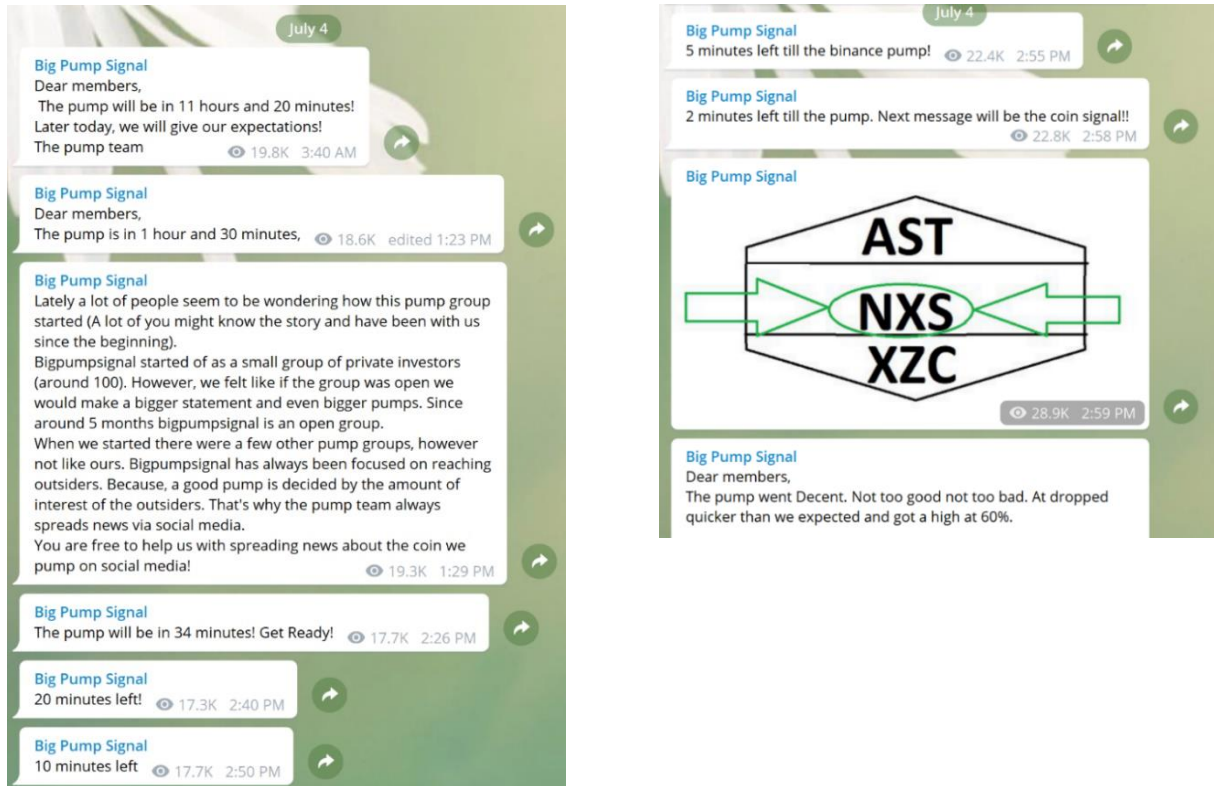 July 4
Big Pump Signal
Dear members,
The pump will be in 11 hours and 20 minutes!
Later today, we will give our expectations!
The pump team
19.8K 3:40 AM
Big Pump Signal
Dear members,
The pump is in 1 hour and 30 minutes,
18.6K edited 1:23 PM
Big Pump Signal
Lately a lot of people seem to be wondering how this pump group
started (A lot of you might know the story and have been with us
since the beginning).
Bigpumpsignal started of as a small group of private investors
(around 100). However, we felt like if the group was open we
would make a bigger statement and even bigger pumps. Since
around 5 months bigpumpsignal is an open group.
When we started there were a few other pump groups, however
not like ours. Bigpumpsignal has always been focused on reaching
outsiders. Because, a good pump is decided by the amount of
interest of the outsiders. That's why the pump team always
spreads news via social media.
You are free to help us with spreading news about the coin we
pump on social media!
19.3K 1:29 PM
Big Pump Signal
The pump will be in 34 minutes! Get Ready!
17.7K 2:26 PM
Big Pump Signal
20 minutes left!
17.3K 2:40 PM
Big Pump Signal
10 minutes left
17.7K 2:50 PM
July 4
Big Pump Signal
5 minutes left till the binance pump!
22.4K 2:55 PM
Big Pump Signal
2 minutes left till the pump. Next message will be the coin signal!!
22.8K 2:58 PM
Big Pump Signal
AST
NXS
XZC
28.9K 2:59 PM
Big Pump Signal
Dear members,
The pump went Decent. Not too good not too bad. At dropped
quicker than we expected and got a high at 60%.